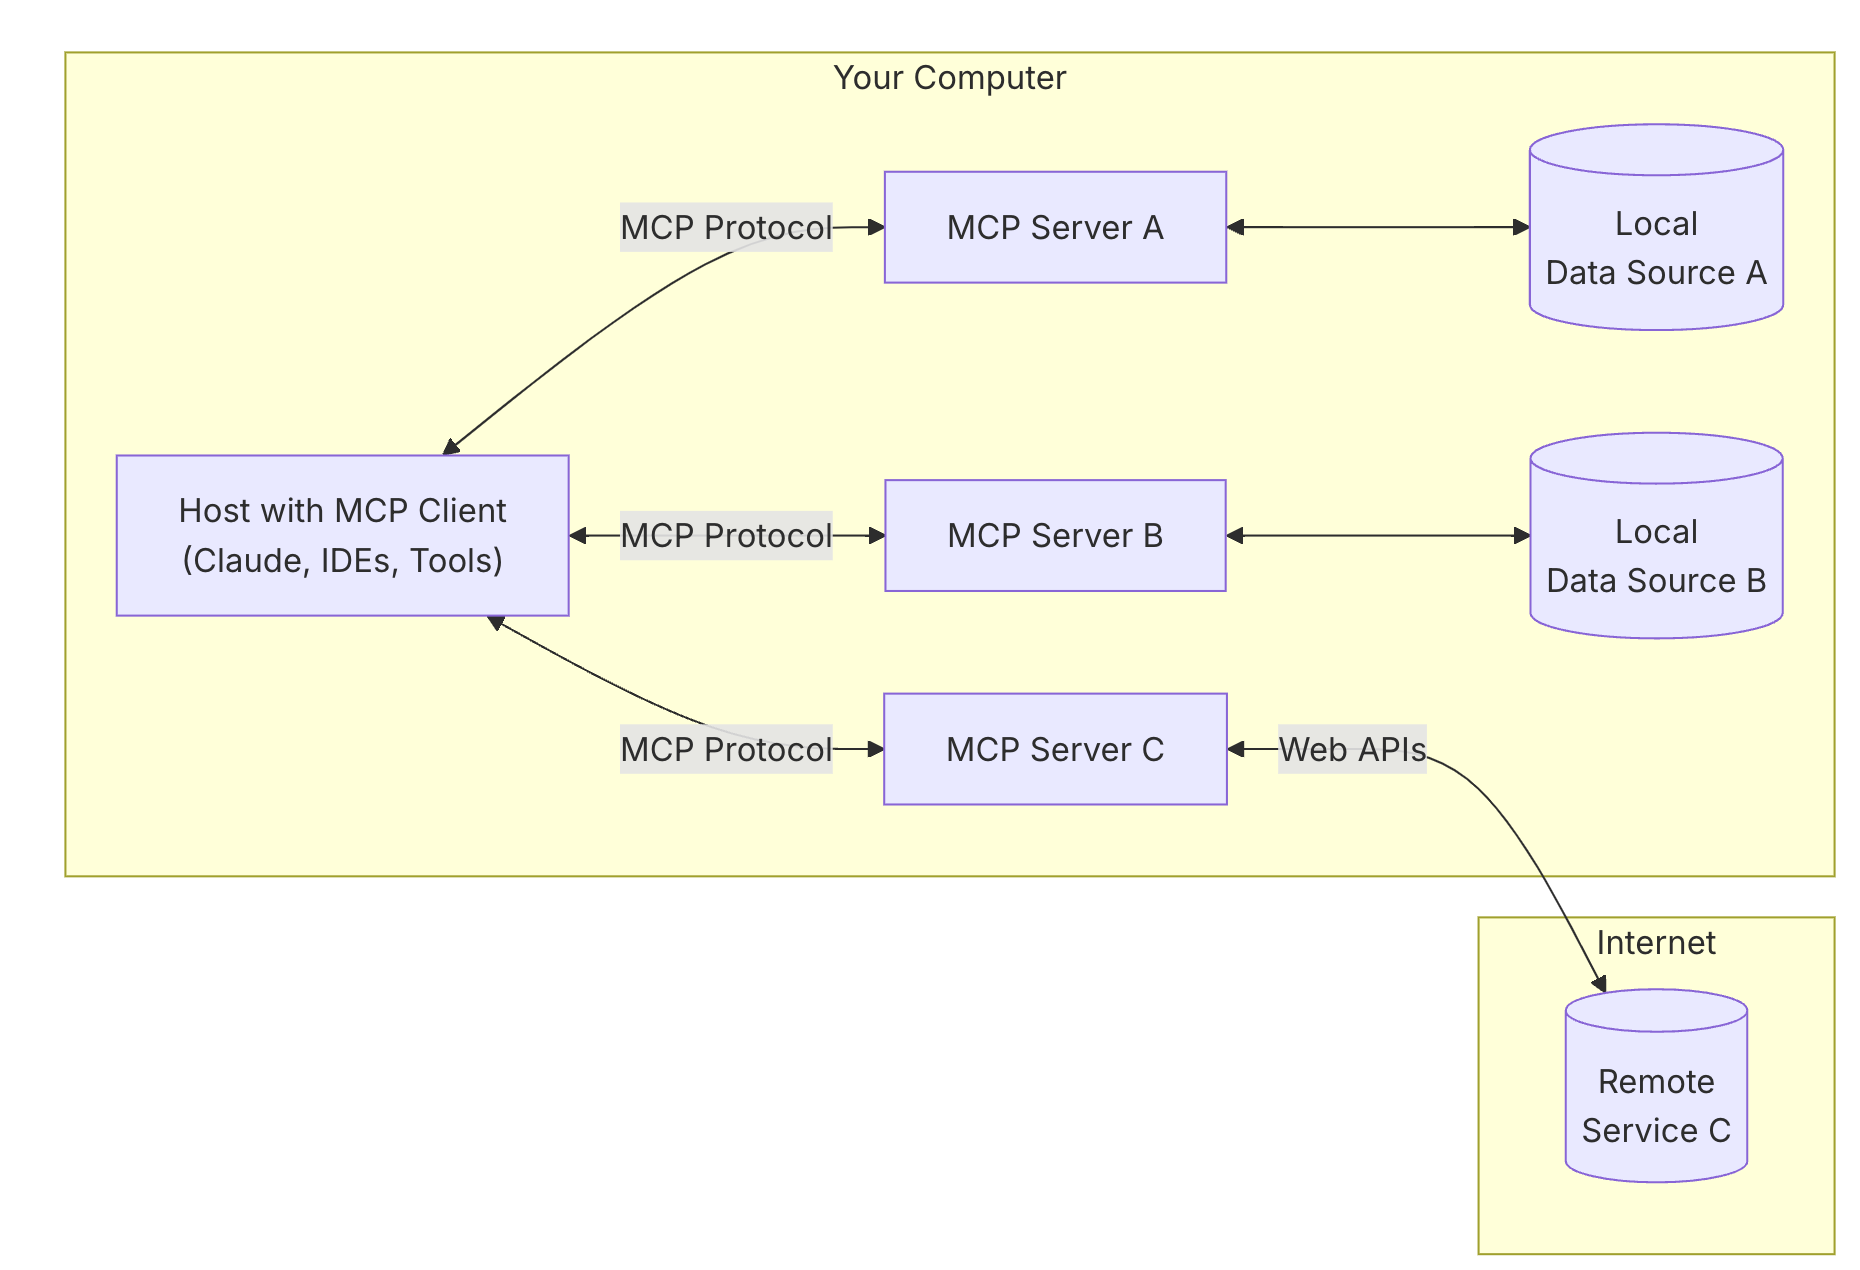 Your Computer
MCP Protocol
MCP Server A
Local
Data Source A
Host with MCP Client
(Claude, IDEs, Tools)
MCP Protocol
MCP Server B
Local
Data Source B
MCP Protocol
MCP Server C
Web APIs
Internet
Remote
Service C